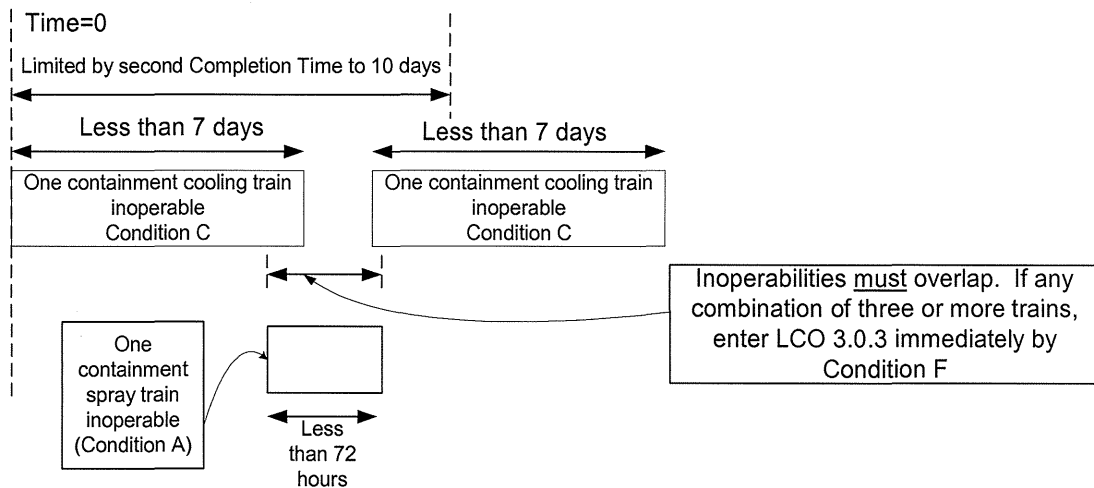 Time=0
Limited by second Completion Time to 10 days
Less than 7 days
Less than 7 days
One containment cooling train
inoperable
Condition C
One containment cooling train
inoperable
Condition C
Inoperabilities must overlap. If any
combination of three or more trains,
enter LCO 3.0.3 immediately by
Condition F
One
containment
spray train
inoperable
(Condition A)
Less
than 72
hours